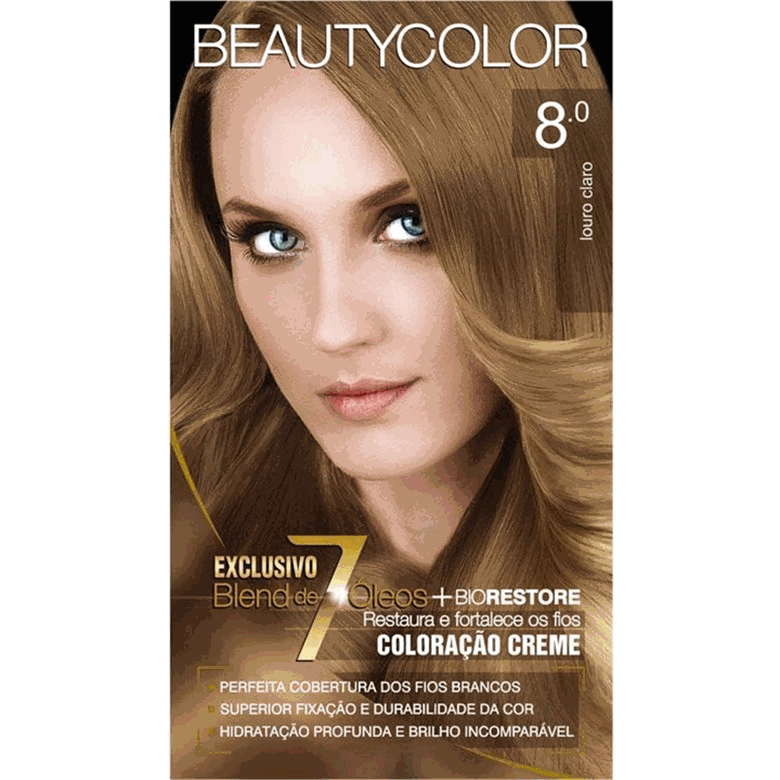 BEAUTYCOLOR
8.0
louro claro
EXCLUSIVO
Blend de 7 Óleos + BIORESTORE
Restaura e fortalece os fios
COLORAÇÃO CREME
PERFEITA COBERTURA DOS FIOS BRANCOS
SUPERIOR FIXAÇÃO E DURABILIDADE DA COR
HIDRATAÇÃO PROFUNDA E BRILHO INCOMPARÁVEL